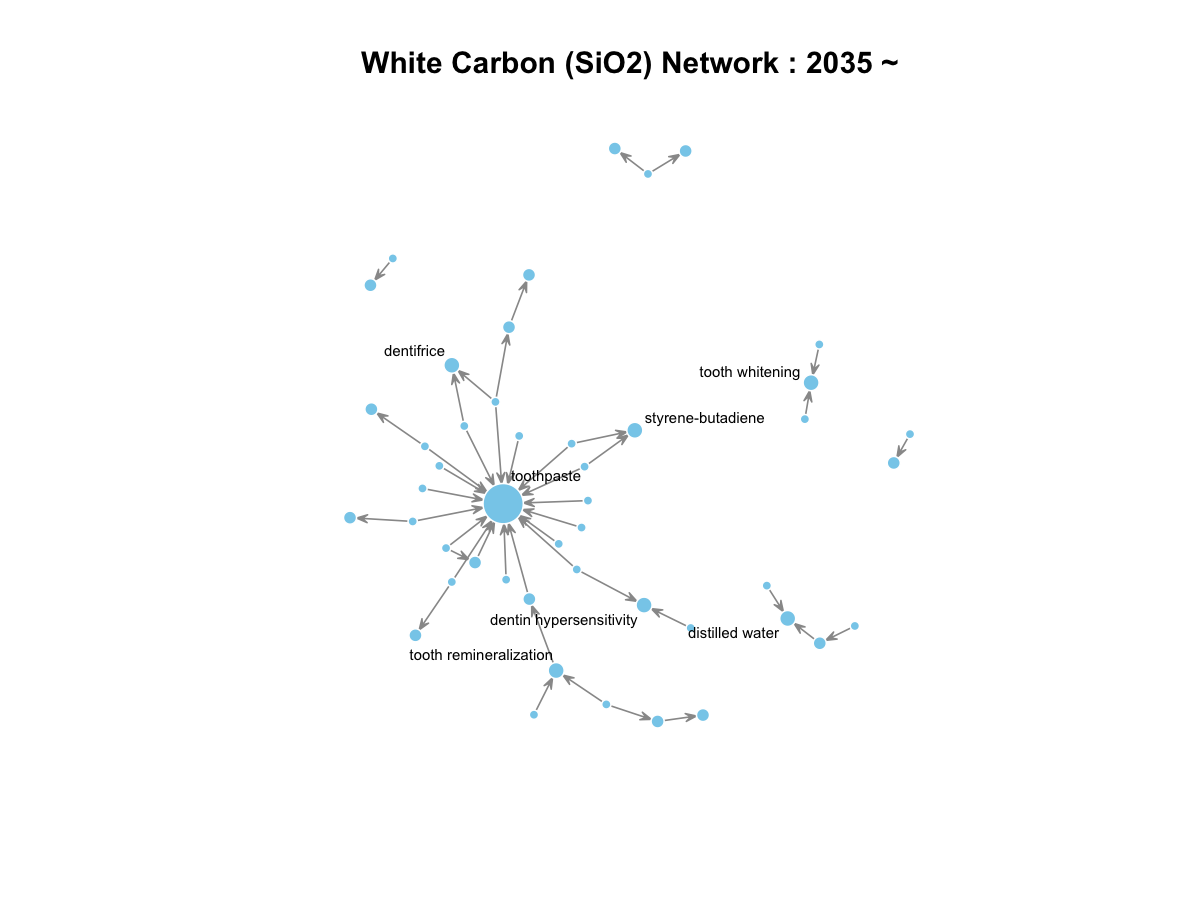 White Carbon (SiO2) Network : 2035 ~
dentifrice
tooth whitening
styrene-butadiene
toothpaste
dentin hypersensitivity
distilled water
tooth remineralization